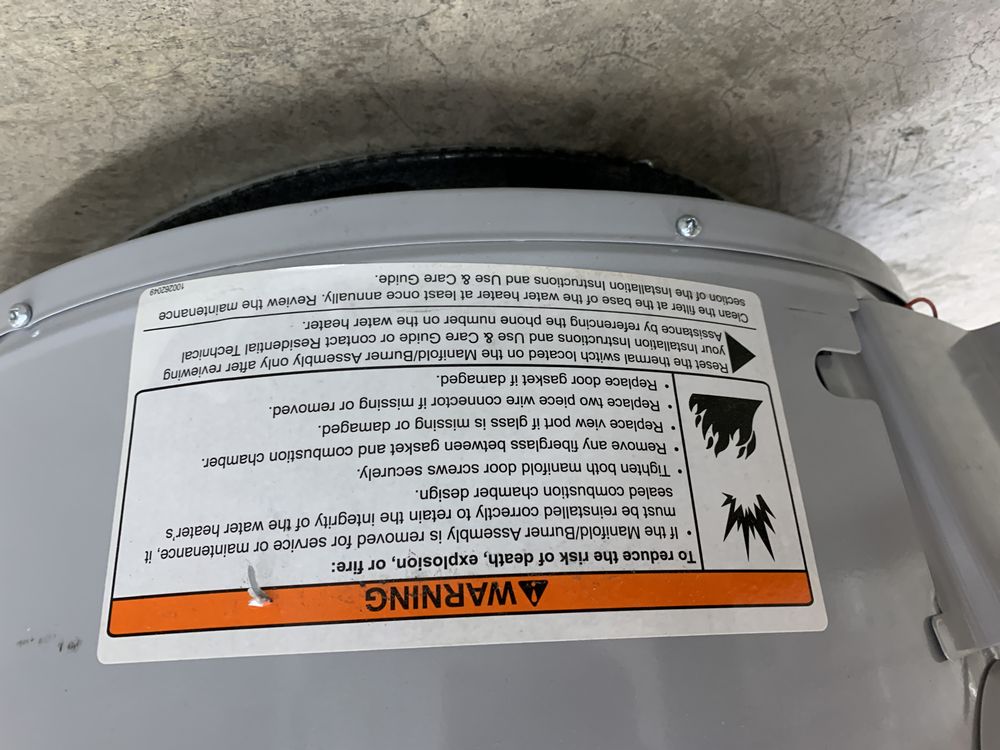 ⚠WARNING
To reduce the risk of death, explosion, or fire:
• If the Manifold/Burner Assembly is removed for service or maintenance, it
must be reinstalled correctly to retain the integrity of the water heater's
sealed combustion chamber design.
• Tighten both manifold door screws securely.
• Remove any fiberglass between gasket and combustion chamber.
• Replace view port if glass is missing or damaged.
• Replace two piece wire connector if missing or removed.
• Replace door gasket if damaged.
Reset the thermal switch located on the Manifold/Burner Assembly only after reviewing
your Installation Instructions and Use & Care Guide or contact Residential Technical
Assistance by referencing the phone number on the water heater.
Clean the filter at the base of the water heater at least once annually. Review the maintenance
section of the Installation Instructions and Use & Care Guide.
100262049